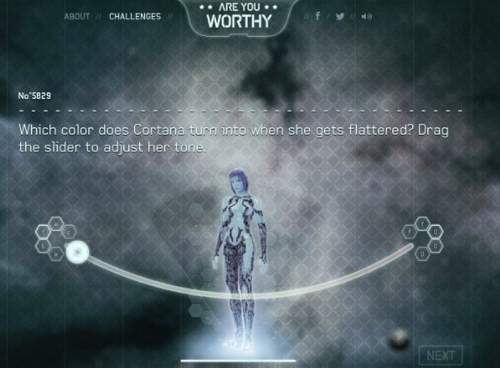 ABOUT // CHALLENGES //
ARE YOU
WORTHY
// f / //
No°5829
Which color does Cortana turn into when she gets flattered? Drag
the slider to adjust her tone.
NEXT